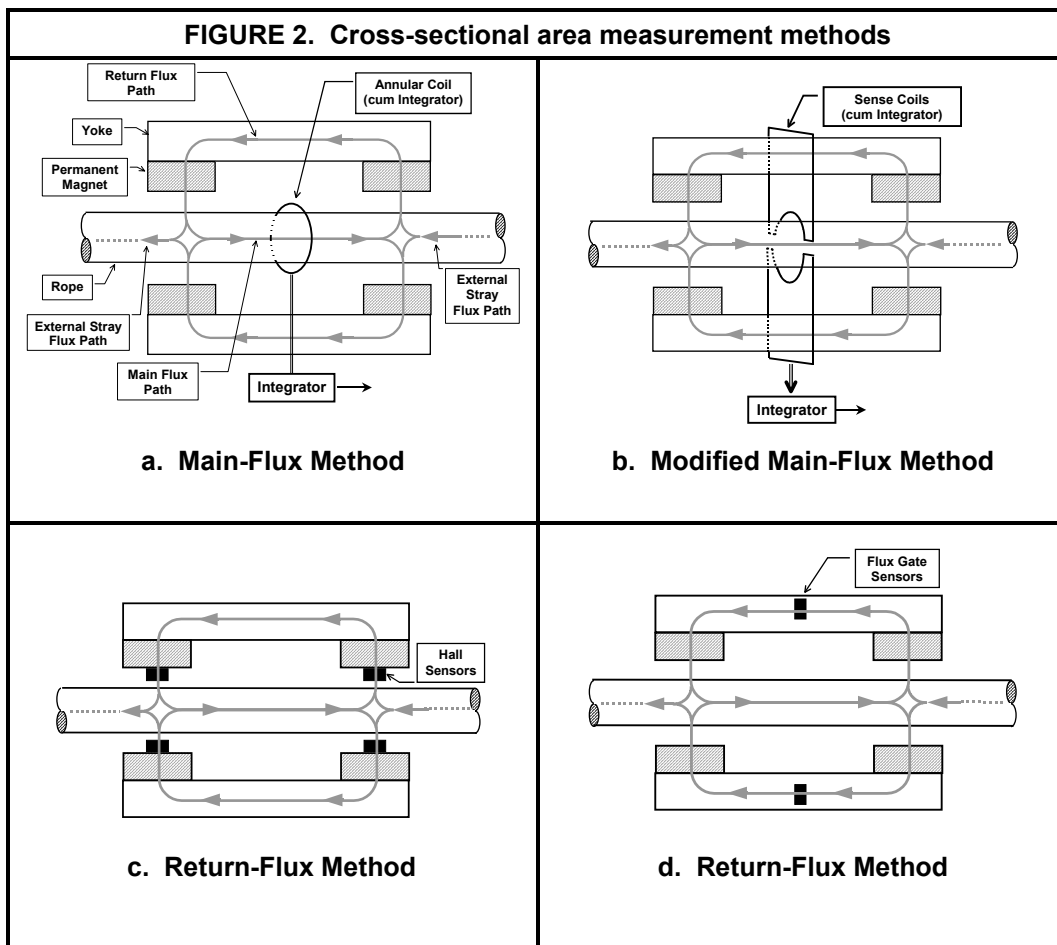 FIGURE 2. Cross-sectional area measurement methods
Return Flux
Path
Annular Coil
(cum Integrator)
Yoke
Permanent
Magnet
Rope
External Stray
Flux Path
Main Flux
Path
Integrator
External
Stray
Flux Path
a. Main-Flux Method
Sense Coils
(cum Integrator)
Integrator
b. Modified Main-Flux Method
Hall
Sensors
c. Return-Flux Method
Flux Gate
Sensors
d. Return-Flux Method